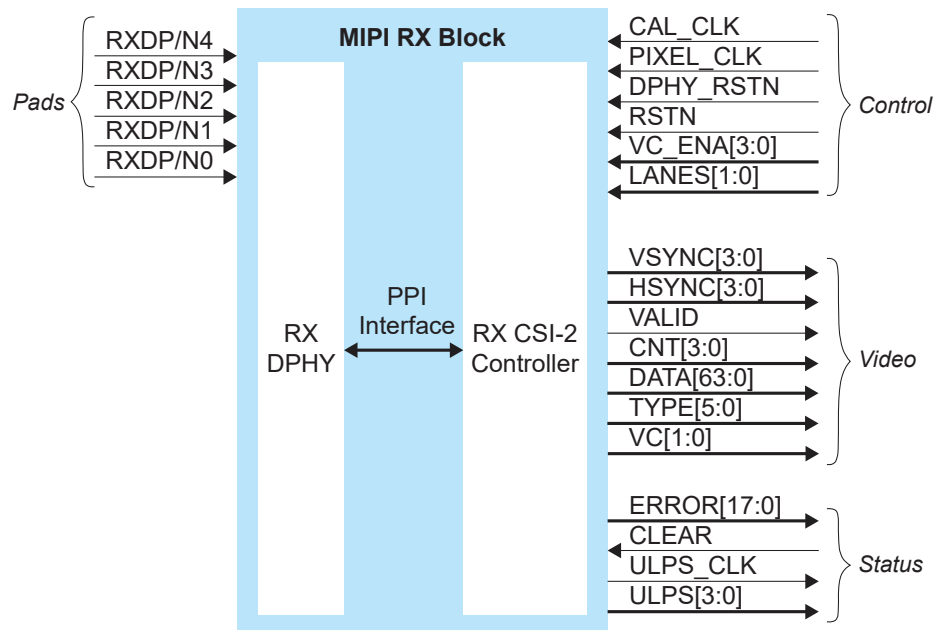 MIPI RX Block
Pads
RXDP/N4
RXDP/N3
RXDP/N2
RXDP/N1
RXDP/N0
RX
DPHY
PPI
Interface
RX CSI-2
Controller
CAL_CLK
PIXEL_CLK
DPHY_RSTN
RSTN
VC_ENA[3:0]
LANES[1:0]
Control
VSYNC[3:0]
HSYNC[3:0]
VALID
CNT[3:0]
DATA[63:0]
TYPE[5:0]
VC[1:0]
Video
ERROR[17:0]
CLEAR
ULPS_CLK
ULPS[3:0]
Status